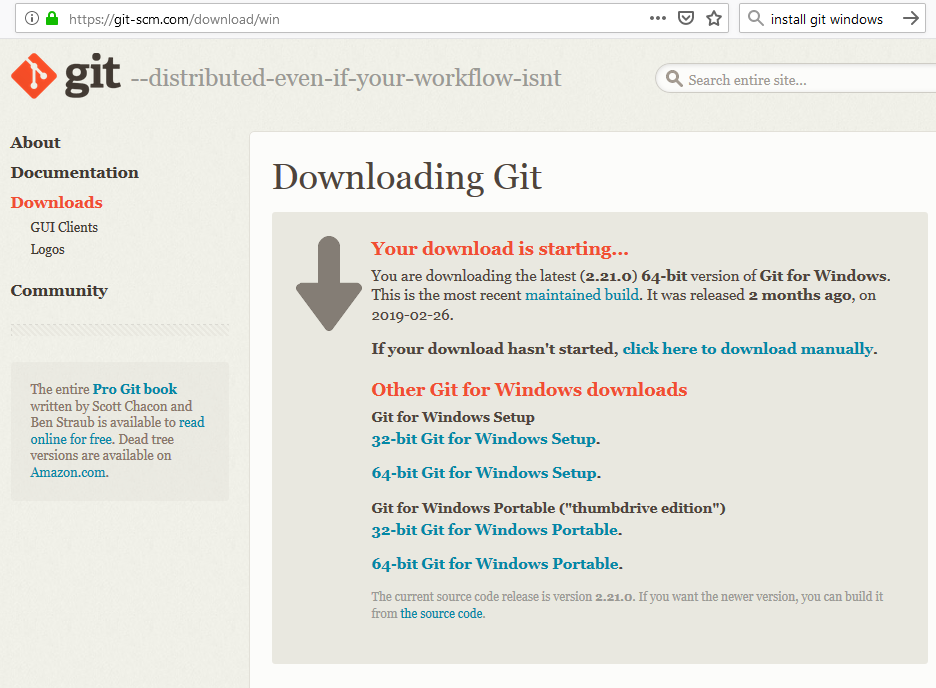 https://git-scm.com/download/win
install git windows
git --distributed-even-if-your-workflow-isnt
Search entire site...
About
Documentation
Downloads
GUI Clients
Logos
Community
The entire Pro Git book
written by Scott Chacon and
Ben Straub is available to read
online for free. Dead tree
versions are available on
Amazon.com.
Downloading Git
Your download is starting...
You are downloading the latest (2.21.0) 64-bit version of Git for Windows.
This is the most recent maintained build. It was released 2 months ago, on
2019-02-26.
If your download hasn't started, click here to download manually.
Other Git for Windows downloads
Git for Windows Setup
32-bit Git for Windows Setup.
64-bit Git for Windows Setup.
Git for Windows Portable ("thumbdrive edition")
32-bit Git for Windows Portable.
64-bit Git for Windows Portable.
The current source code release is version 2.21.0. If you want the newer version, you can build it
from the source code.